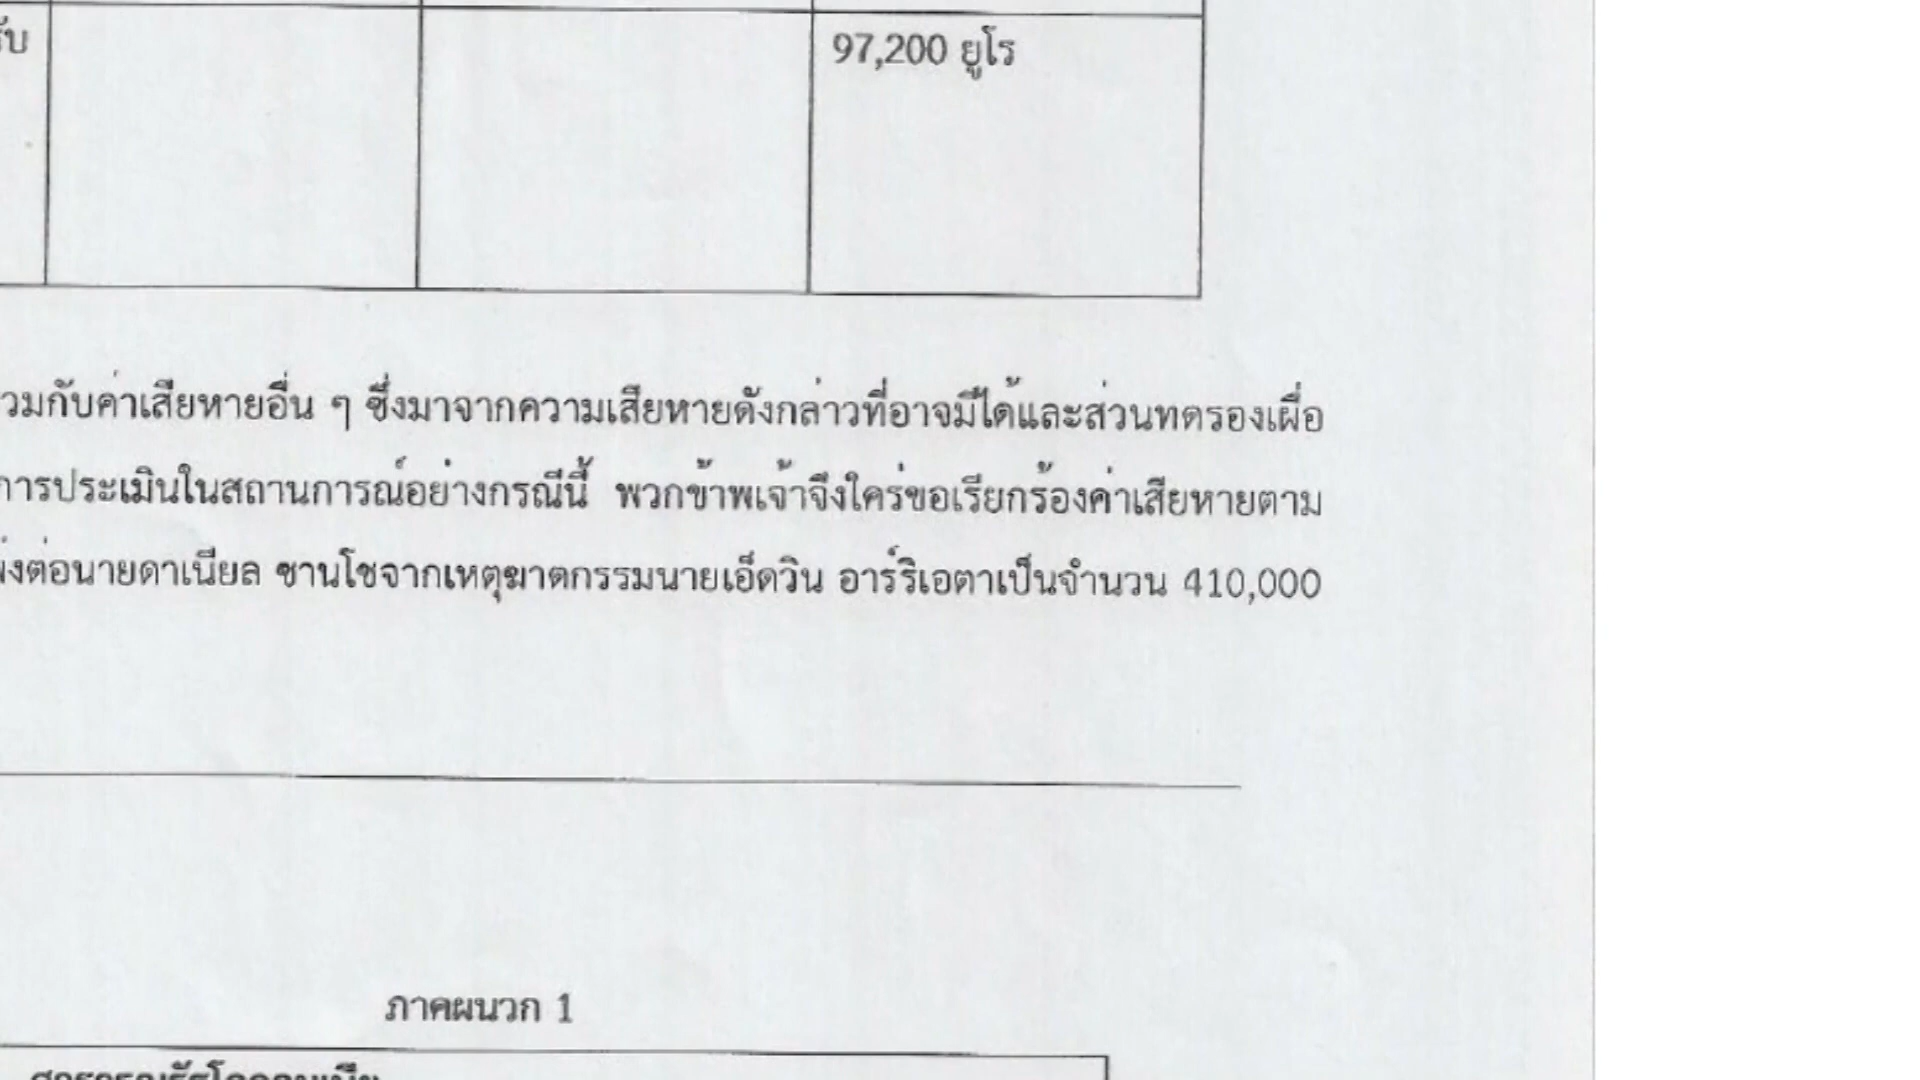 97,200 ยูโร
วมกับค่าเสียหายอื่น ๆ ซึ่งมาจากความเสียหายดังกล่าวที่อาจมีได้และส่วนทดรองเผื่อ
การประเมินในสถานการณ์อย่างกรณีนี้ พวกข้าพเจ้าจึงใคร่ขอเรียกร้องค่าเสียหายตาม
ต่อนายดาเนียล ซานโชจากเหตุฆาตกรรมนายเอ็ดวิน อาร์ริเอตาเป็นจำนวน 410,000
ภาคผนวก 1